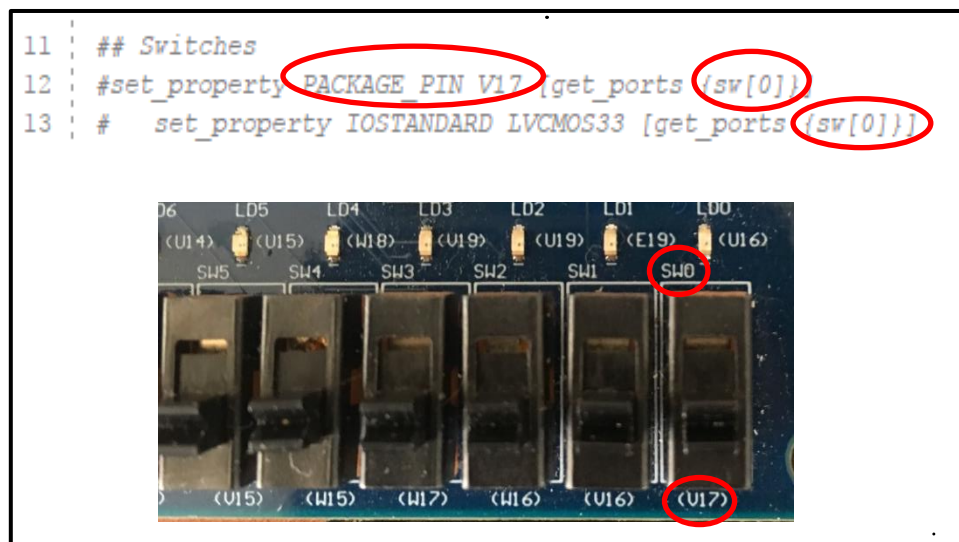 11 ## Switches
12 #set_property PACKAGE_PIN V17 [get_ports {sw[0]}]
13 # set_property IOSTANDARD LVCMOS33 [get_ports {sw[0]}]
D6 LD5 LD4 LD3 LD2 LD1 LD0
(U14) (U15) (W18) (V19) (U19) (E19) (U16)
SW5 SW4 SW3 SW2 SW1 SW0
) (V15) (W15) (W17) (W16) (V16) (V17)